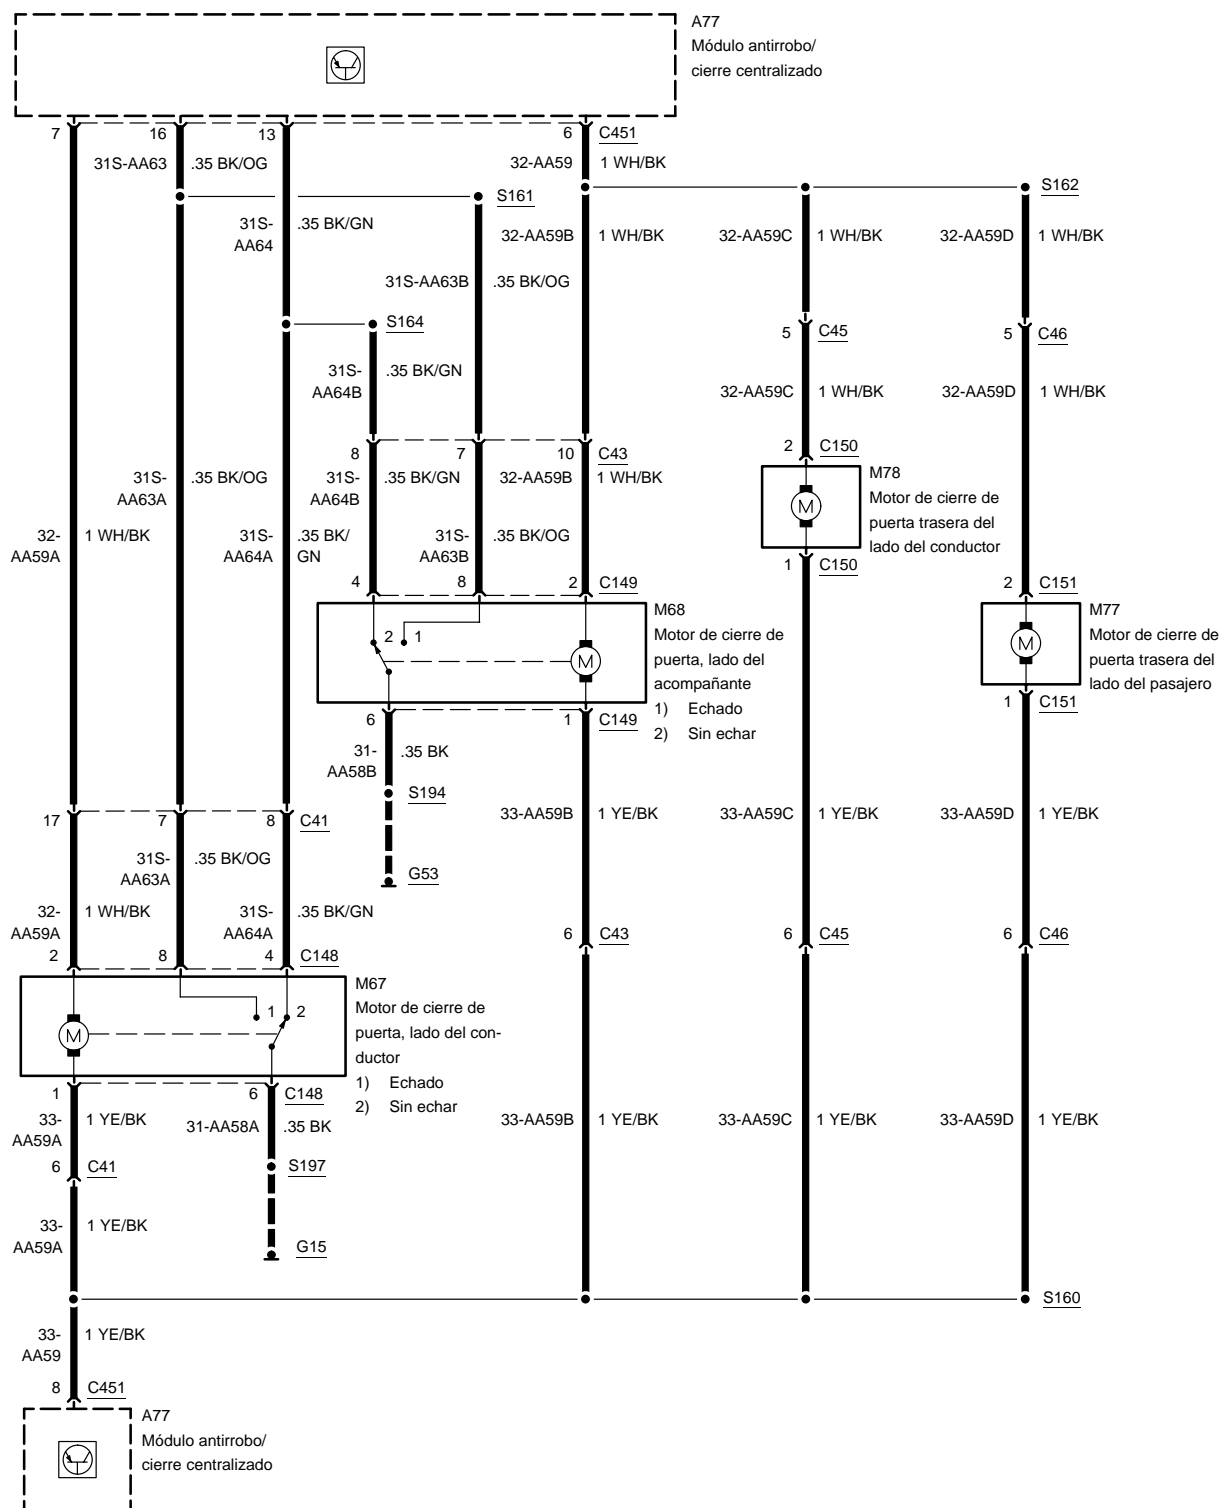 A77
Módulo antirrobo/
cierre centralizado
7
16
13
6
C451
31S-AA63
.35 BK/OG
32-AA59
1 WH/BK
S161
S162
31S-
AA64
.35 BK/GN
32-AA59B
1 WH/BK
32-AA59C
1 WH/BK
32-AA59D
1 WH/BK
31S-AA63B
.35 BK/OG
S164
5
C45
5
C46
31S-
AA64B
.35 BK/GN
32-AA59C
1 WH/BK
32-AA59D
1 WH/BK
8
7
10
C43
2
C150
31S-
AA63A
.35 BK/OG
31S-
AA64B
.35 BK/GN
32-AA59B
1 WH/BK
M
M78
Motor de cierre de
puerta trasera del
lado del conductor
32-
AA59A
1 WH/BK
31S-
AA64A
.35 BK/
GN
31S-
AA63B
.35 BK/OG
1
C150
4
8
2
C149
2
C151
2
1
M
M68
Motor de cierre de
puerta, lado del
acompañante
1) Echado
2) Sin echar
M
M77
Motor de cierre de
puerta trasera del
lado del pasajero
6
1
C149
1
C151
31-
AA58B
.35 BK
S194
17
7
8
C41
33-AA59B
1 YE/BK
33-AA59C
1 YE/BK
33-AA59D
1 YE/BK
31S-
AA63A
.35 BK/OG
G53
32-
AA59A
1 WH/BK
31S-
AA64A
.35 BK/GN
6
C43
6
C45
6
C46
2
8
4
C148
M
1
2
M67
Motor de cierre de
puerta, lado del con-
ductor
1) Echado
2) Sin echar
1
6
C148
33-
AA59A
1 YE/BK
31-AA58A
.35 BK
33-AA59B
1 YE/BK
33-AA59C
1 YE/BK
33-AA59D
1 YE/BK
6
C41
S197
33-
AA59A
1 YE/BK
G15
S160
33-
AA59
1 YE/BK
8
C451
A77
Módulo antirrobo/
cierre centralizado